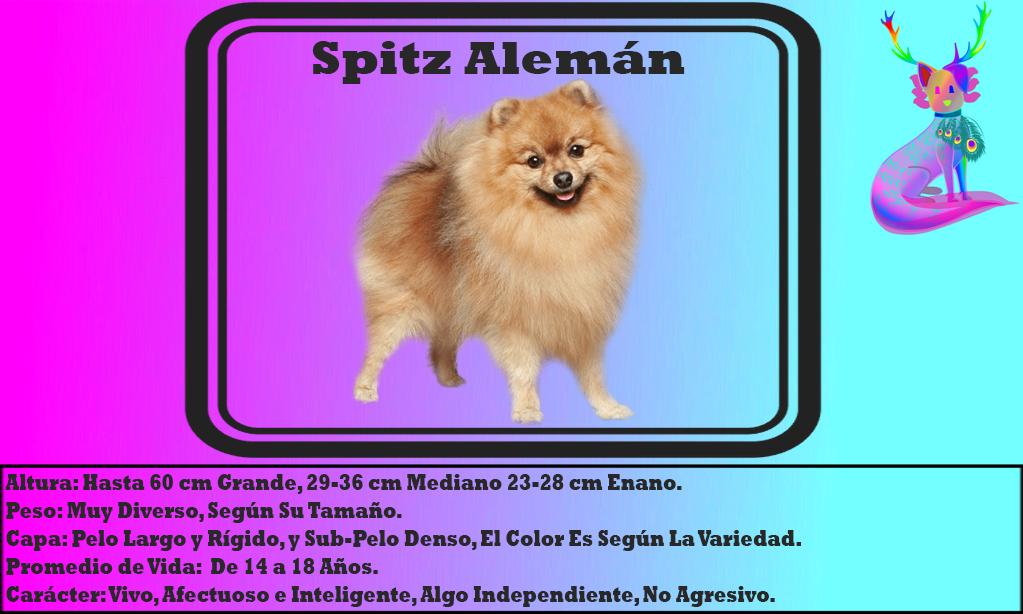 Spitz Alemán
Altura: Hasta 60 cm Grande, 29-36 cm Mediano 23-28 cm Enano.
Peso: Muy Diverso, Según Su Tamaño.
Capa: Pelo Largo y Rígido, y Sub-Pelo Denso, El Color Es Según La Variedad.
Promedio de Vida: De 14 a 18 Años.
Carácter: Vivo, Afectuoso e Inteligente, Algo Independiente, No Agresivo.